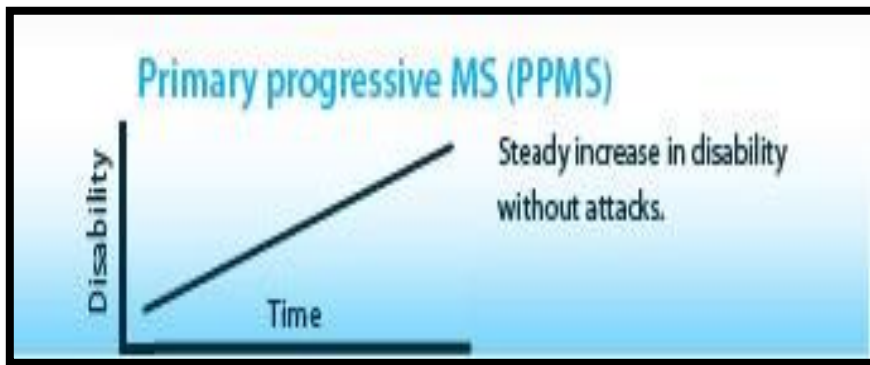 Primary progressive MS (PPMS)
Steady increase in disability
without attacks.
Disability
Time